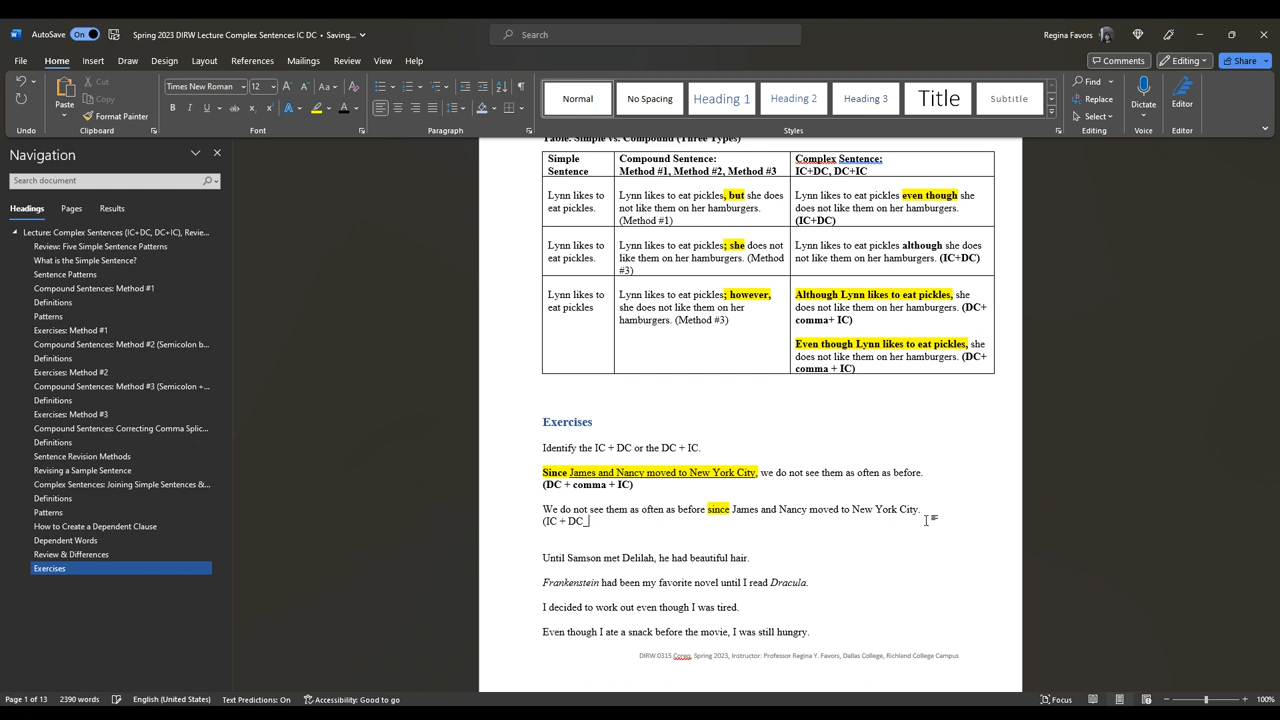 AutoSave On Spring 2023 DIRW Lecture Complex Sentences IC DC • Saving... Search Regina Favors
File Home Insert Draw Design Layout References Mailings Review View Help Comments Editing Share
Undo
Paste Cut Copy Format Painter Clipboard
Times New Roman 12 Font
Paragraph
Normal No Spacing Heading 1 Heading 2 Heading 3 Title Subtitle Styles
Find Replace Select Editing
Dictate Voice
Editor Editor
Navigation
Search document
Headings Pages Results
Lecture: Complex Sentences (IC+DC, DC+IC), Revie...
Review: Five Simple Sentence Patterns
What is the Simple Sentence?
Sentence Patterns
Compound Sentences: Method #1
Definitions
Patterns
Exercises: Method #1
Compound Sentences: Method #2 (Semicolon b...
Definitions
Exercises: Method #2
Compound Sentences: Method #3 (Semicolon +...
Definitions
Exercises: Method #3
Compound Sentences: Correcting Comma Splic...
Definitions
Sentence Revision Methods
Revising a Sample Sentence
Complex Sentences: Joining Simple Sentences &...
Definitions
Patterns
How to Create a Dependent Clause
Dependent Words
Review & Differences
Exercises
Table: Simple vs. Compound (Three Types)
Simple Sentence
Compound Sentence:
Method #1, Method #2, Method #3
Complex Sentence:
IC+DC, DC+IC
Lynn likes to
eat pickles.
Lynn likes to eat pickles, but she does
not like them on her hamburgers.
(Method #1)
Lynn likes to eat pickles even though she
does not like them on her hamburgers.
(IC+DC)
Lynn likes to
eat pickles.
Lynn likes to eat pickles; she does not
like them on her hamburgers. (Method
#3)
Lynn likes to eat pickles although she does
not like them on her hamburgers. (IC+DC)
Lynn likes to
eat pickles
Lynn likes to eat pickles; however,
she does not like them on her
hamburgers. (Method #3)
Although Lynn likes to eat pickles, she
does not like them on her hamburgers. (DC+
comma+ IC)
Even though Lynn likes to eat pickles, she
does not like them on her hamburgers. (DC+
comma + IC)
Exercises
Identify the IC + DC or the DC + IC.
Since James and Nancy moved to New York City, we do not see them as often as before.
(DC + comma + IC)
We do not see them as often as before since James and Nancy moved to New York City.
(IC + DC_
Until Samson met Delilah, he had beautiful hair.
Frankenstein had been my favorite novel until I read Dracula.
I decided to work out even though I was tired.
Even though I ate a snack before the movie, I was still hungry.
DIRW 0315 Coreq, Spring 2023, Instructor: Professor Regina Y. Favors, Dallas College, Richland College Campus
Page 1 of 13 2390 words English (United States) Text Predictions: On Accessibility: Good to go Focus 100%